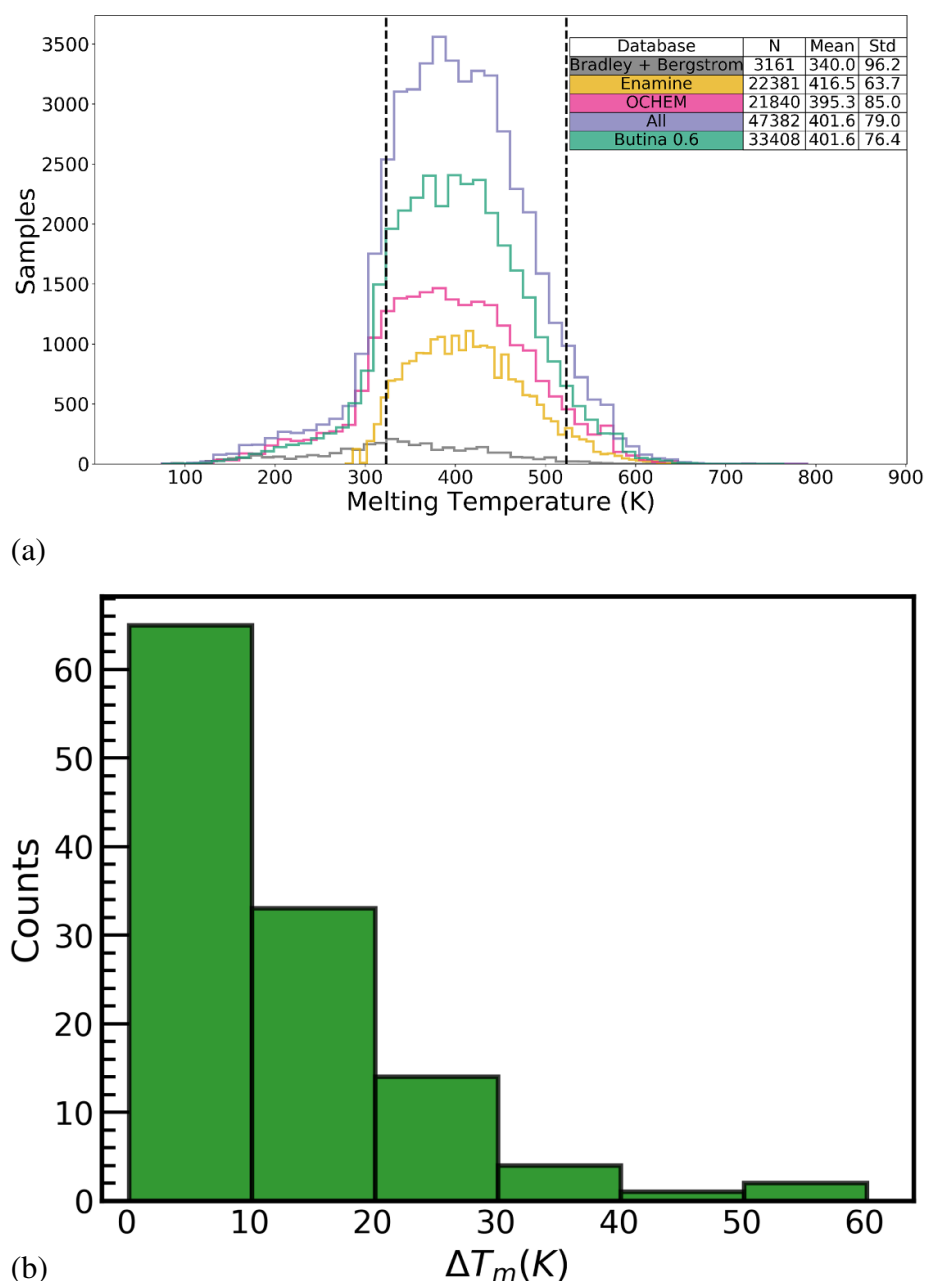 3500
3000
2500
2000
1500
1000
500
0
Samples
Database N Mean Std
Bradley + Bergstrom 3161 340.0 96.2
Enamine 22381 416.5 63.7
OCHEM 21840 395.3 85.0
All 47382 401.6 79.0
Butina 0.6 33408 401.6 76.4
100 200 300 400 500 600 700 800 900
Melting Temperature (K)
(a)
60
50
40
30
20
10
0
Counts
0 10 20 30 40 50 60
ΔT_m(K)
(b)